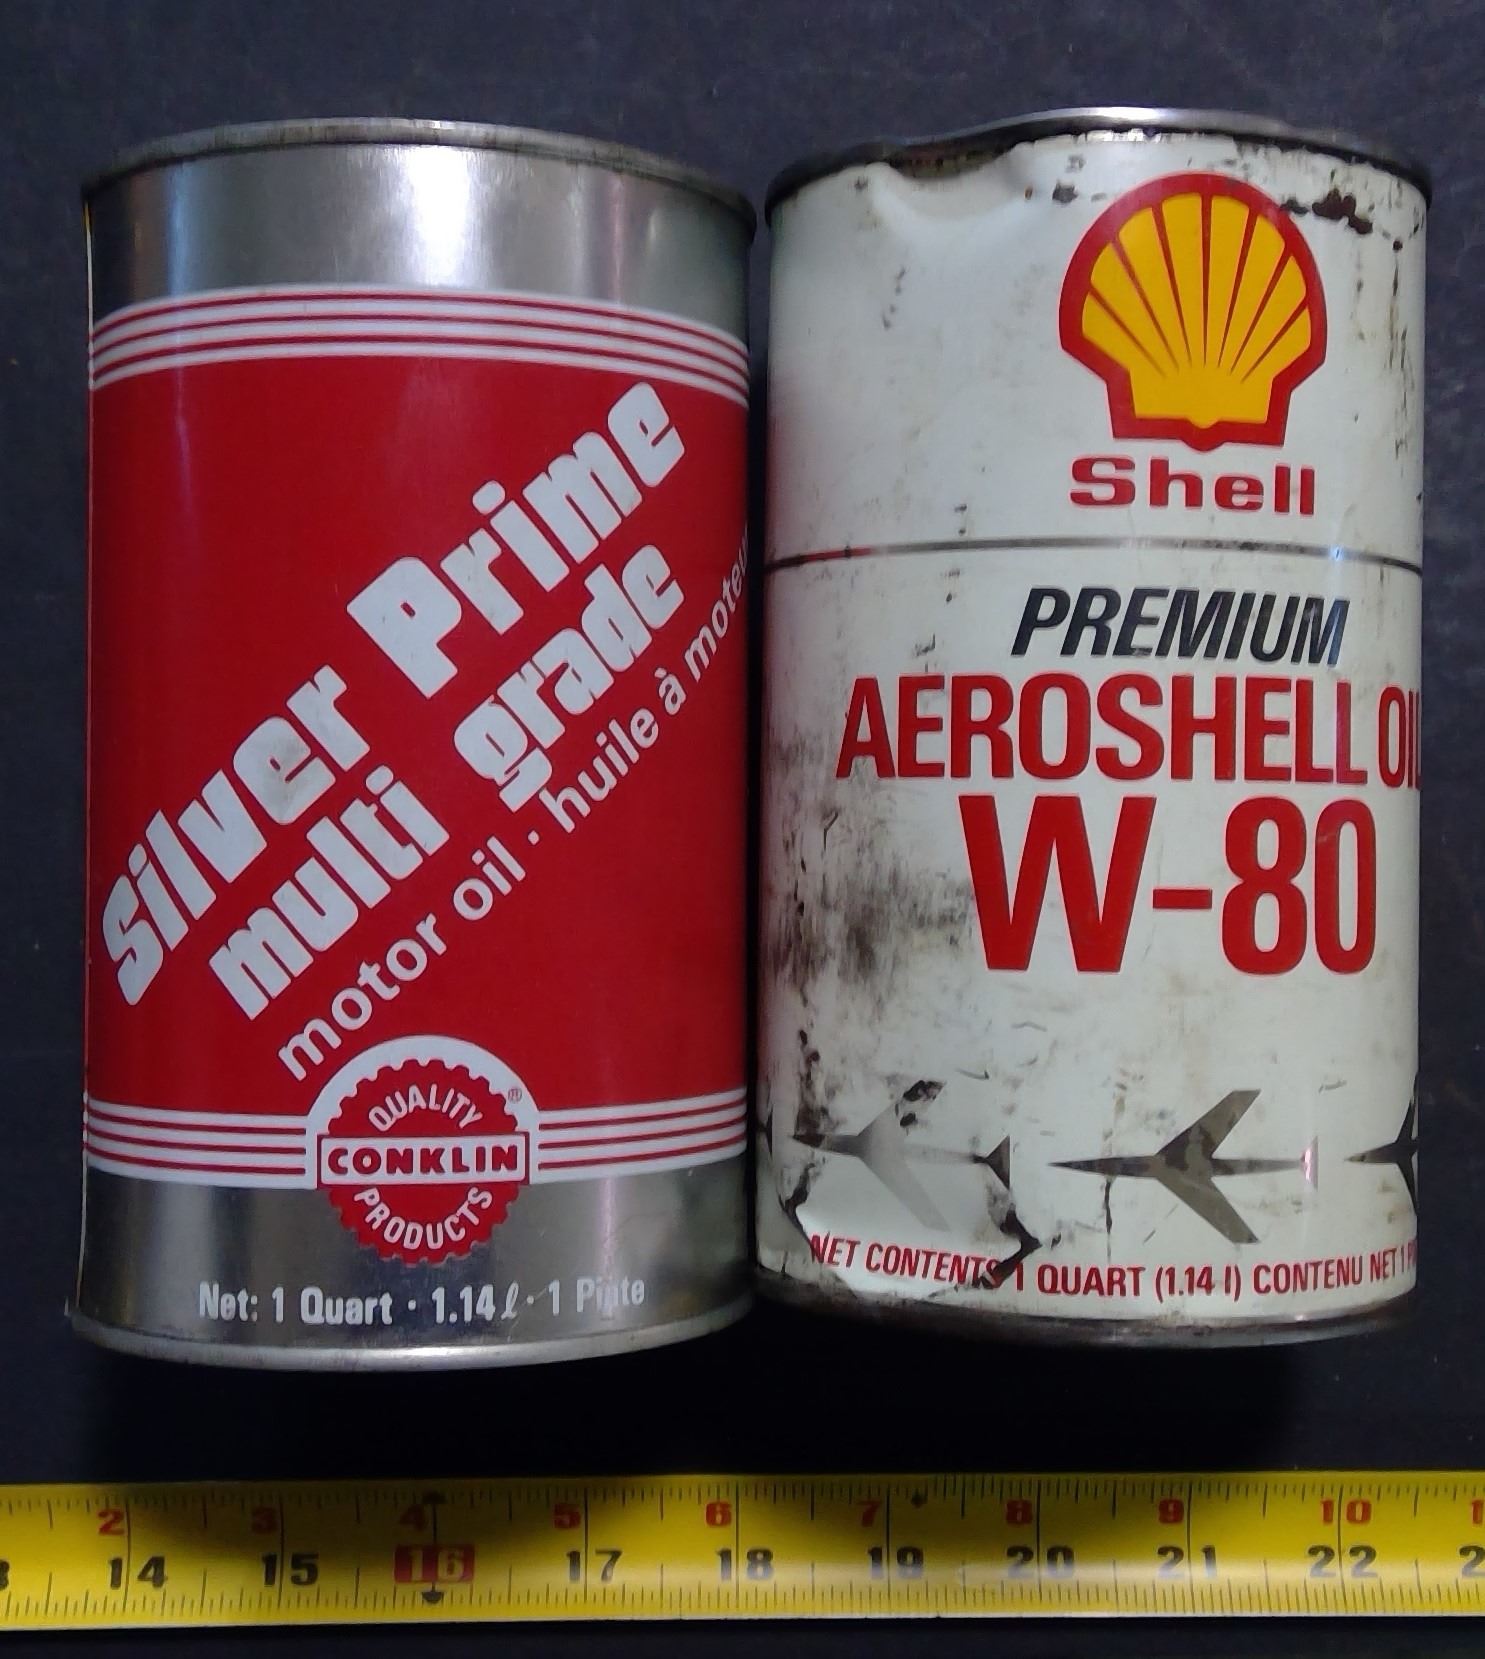 Silver Prime
multi grade
motor oil · huile à moteur
QUALITY ®
CONKLIN
PRODUCTS
Net: 1 Quart · 1.14 ℓ · 1 Pinte
Shell
PREMIUM
AEROSHELL OIL
W-80
NET CONTENTS 1 QUART (1.14 l) CONTENU NET 1
2 3 4 5 6 7 8 9 10
14 15 16 17 18 19 20 21 22